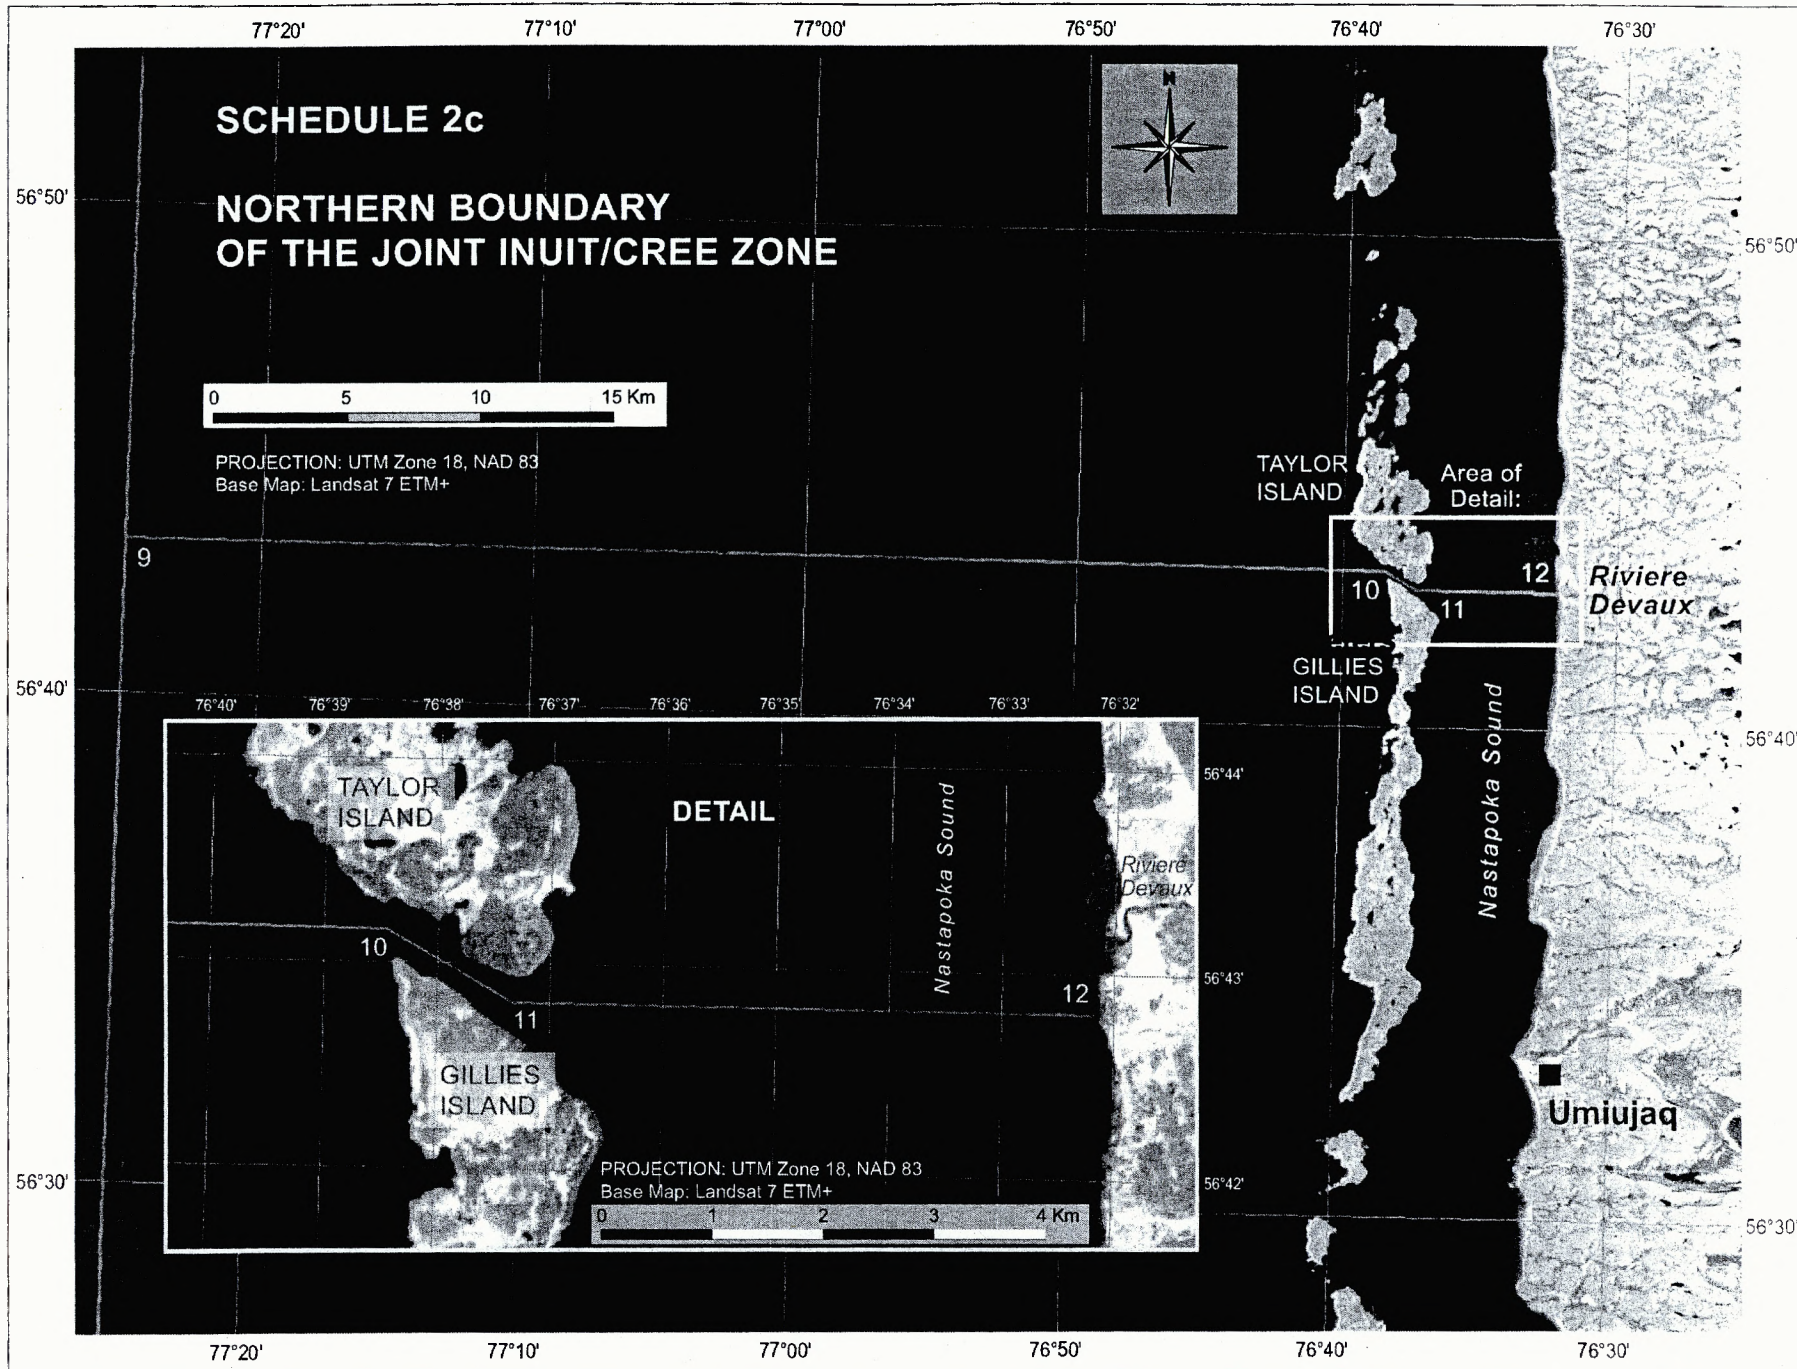 77°20' 77°10' 77°00' 76°50' 76°40' 76°30'
N
SCHEDULE 2c
NORTHERN BOUNDARY
OF THE JOINT INUIT/CREE ZONE
56°50'
56°50'
0 5 10 15 Km
PROJECTION: UTM Zone 18, NAD 83
Base Map: Landsat 7 ETM+
TAYLOR
ISLAND
Area of
Detail:
9
10
11
12
Riviere
Devaux
GILLIES
ISLAND
Nastapoka Sound
56°40'
56°40'
76°40' 76°39' 76°38' 76°37' 76°36' 76°35' 76°34' 76°33' 76°32'
TAYLOR
ISLAND
DETAIL
Nastapoka Sound
Riviere
Devaux
56°44'
10
11
12
56°43'
GILLIES
ISLAND
PROJECTION: UTM Zone 18, NAD 83
Base Map: Landsat 7 ETM+
0 1 2 3 4 Km
56°42'
Umiujaq
56°30'
56°30'
77°20' 77°10' 77°00' 76°50' 76°40' 76°30'